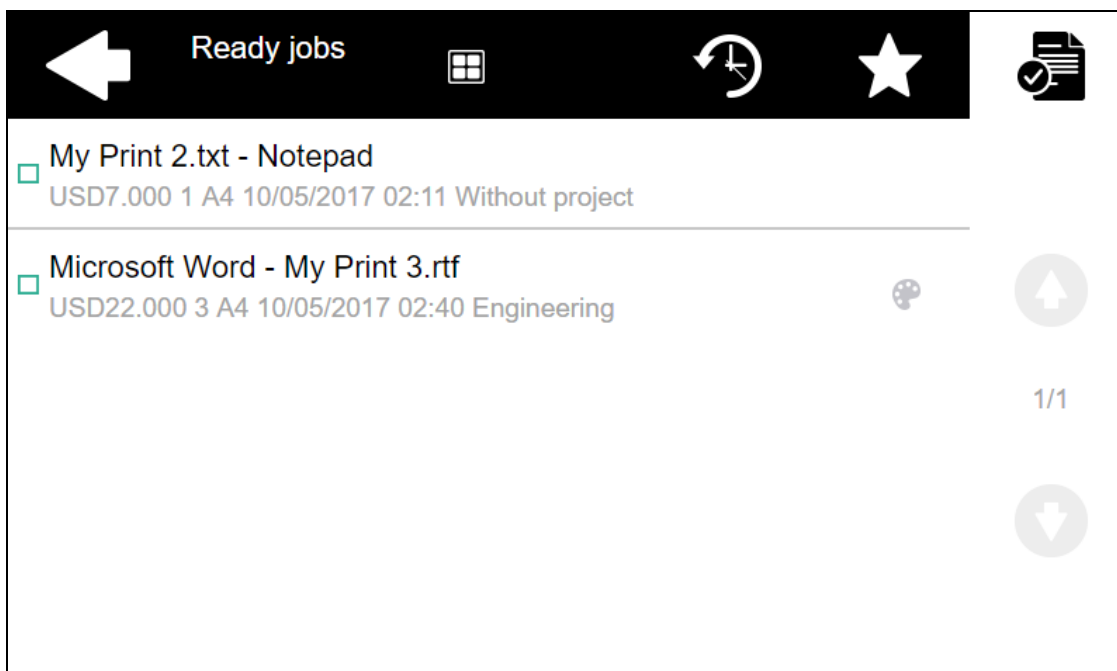 Ready jobs
My Print 2.txt - Notepad
USD7.000 1 A4 10/05/2017 02:11 Without project
Microsoft Word - My Print 3.rtf
USD22.000 3 A4 10/05/2017 02:40 Engineering
1/1